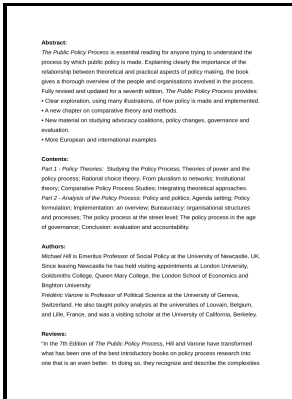 Abstract:
The Public Policy Process is essential reading for anyone trying to understand the
process by which public policy is made. Explaining clearly the importance of the
relationship between theoretical and practical aspects of policy making, the book
gives a thorough overview of the people and organisations involved in the process.
Fully revised and updated for a seventh edition, The Public Policy Process provides:
• Clear exploration, using many illustrations, of how policy is made and implemented.
• A new chapter on comparative theory and methods.
• New material on studying advocacy coalitions, policy changes, governance and
evaluation.
• More European and international examples
Contents:
Part 1 - Policy Theories: Studying the Policy Process; Theories of power and the
policy process; Rational choice theory; From pluralism to networks; Institutional
theory; Comparative Policy Process Studies; Integrating theoretical approaches.
Part 2 - Analysis of the Policy Process: Policy and politics; Agenda setting; Policy
formulation; Implementation: an overview; Bureaucracy: organisational structures
and processes; The policy process at the street level; The policy process in the age
of governance; Conclusion: evaluation and accountability.
Authors:
Michael Hill is Emeritus Professor of Social Policy at the University of Newcastle, UK.
Since leaving Newcastle he has held visiting appointments at London University,
Goldsmiths College, Queen Mary College, the London School of Economics and
Brighton University.
Frédéric Varone is Professor of Political Science at the University of Geneva,
Switzerland. He also taught policy analysis at the universities of Louvain, Belgium,
and Lille, France, and was a visiting scholar at the University of California, Berkeley.
Reviews:
"In the 7th Edition of The Public Policy Process, Hill and Varone have transformed
what has been one of the best introductory books on policy process research into
one that is an even better. In doing so, they recognize and describe the complexities